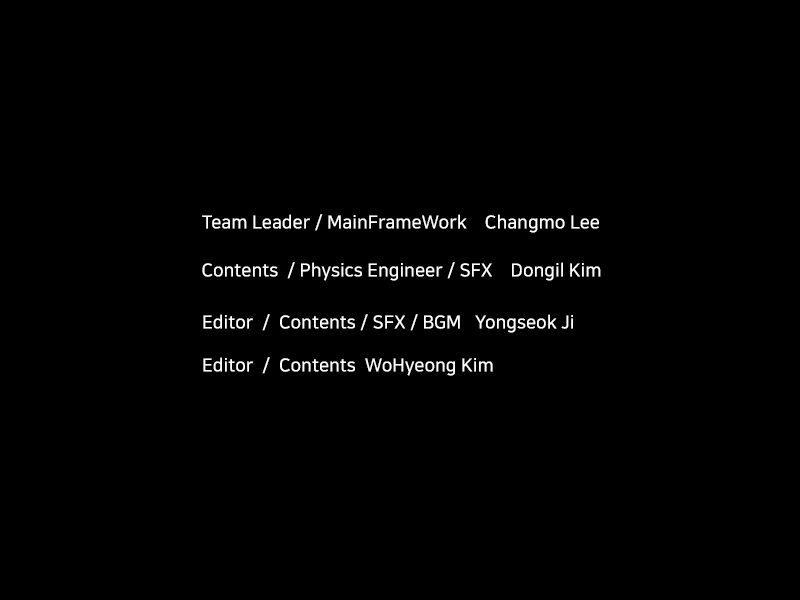 Team Leader / MainFrameWork    Changmo Lee
Contents  / Physics Engineer / SFX    Dongil Kim
Editor  /  Contents / SFX / BGM   Yongseok Ji
Editor  /  Contents  WoHyeong Kim